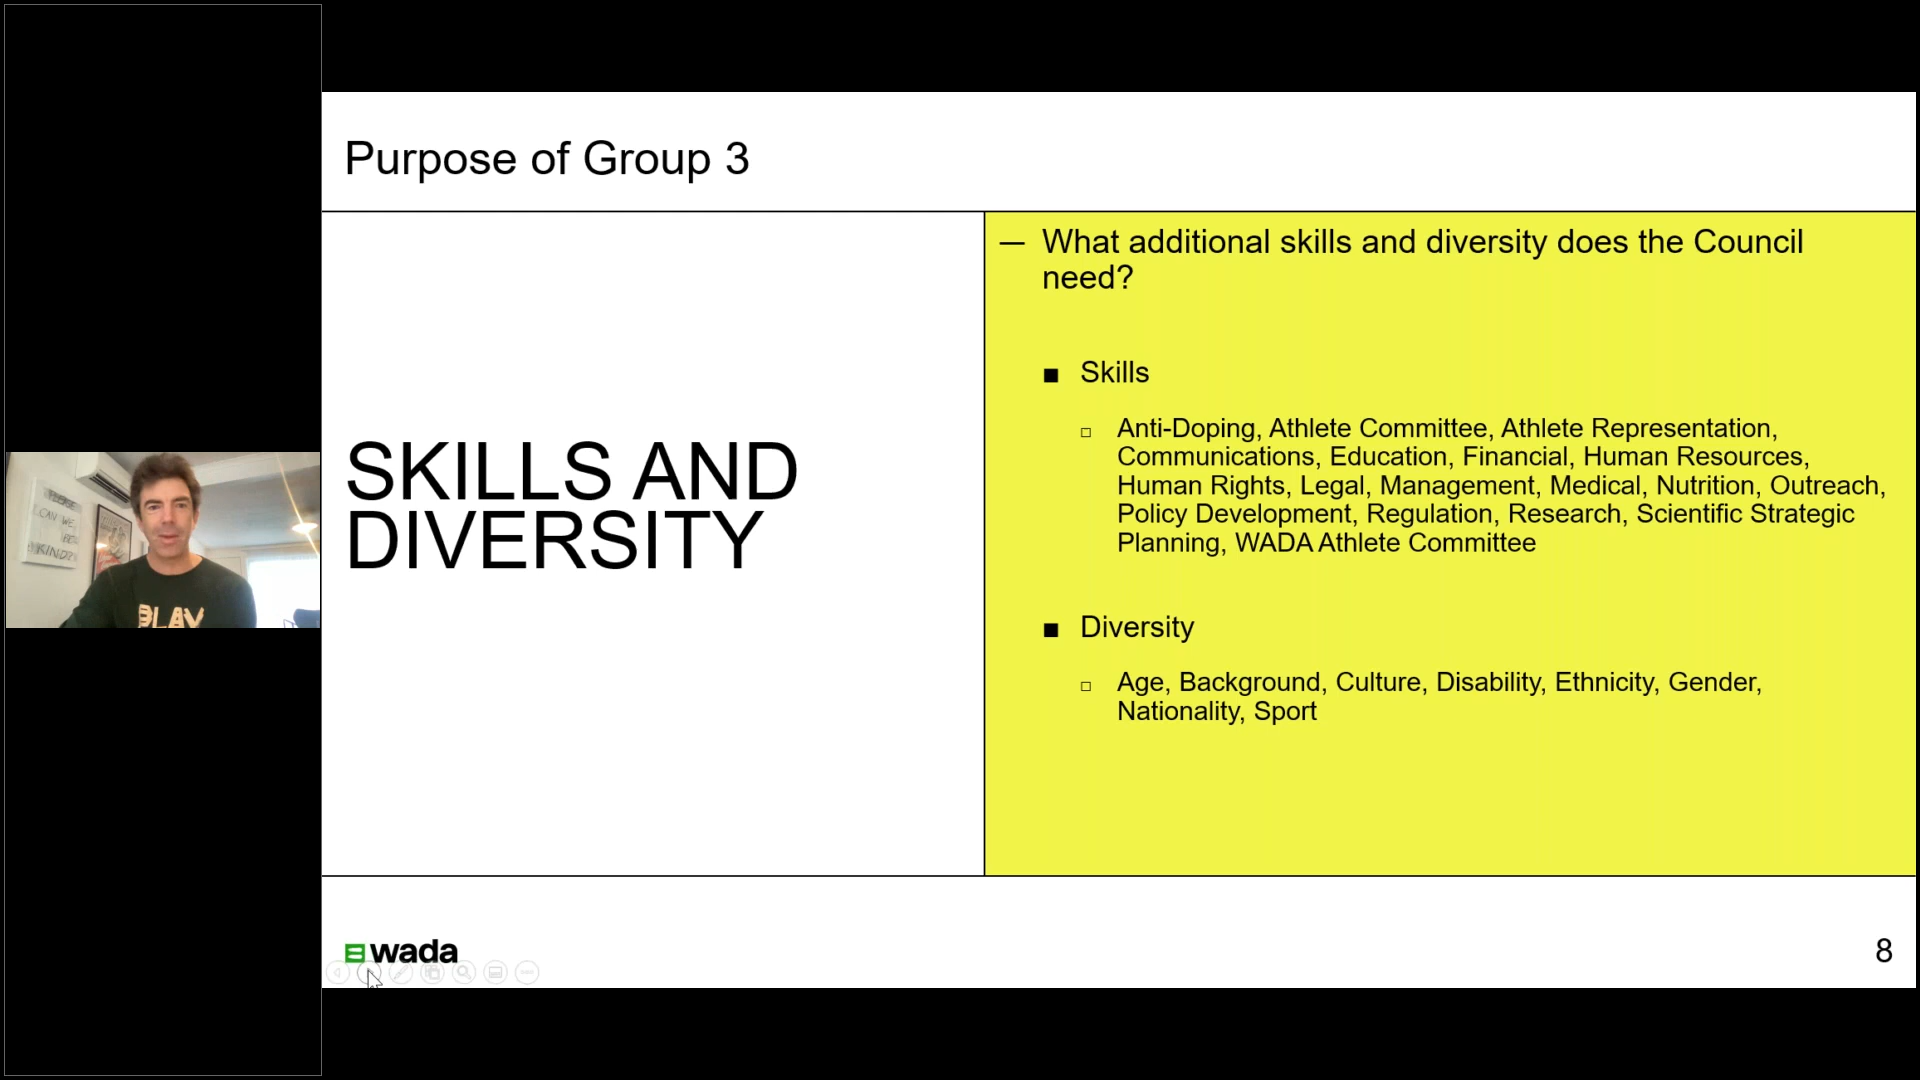 Purpose of Group 3
SKILLS AND
DIVERSITY
— What additional skills and diversity does the Council
need?
■ Skills
□ Anti-Doping, Athlete Committee, Athlete Representation,
Communications, Education, Financial, Human Resources,
Human Rights, Legal, Management, Medical, Nutrition, Outreach,
Policy Development, Regulation, Research, Scientific Strategic
Planning, WADA Athlete Committee
■ Diversity
□ Age, Background, Culture, Disability, Ethnicity, Gender,
Nationality, Sport
wada
8
CAN WE
KIND
PLAY